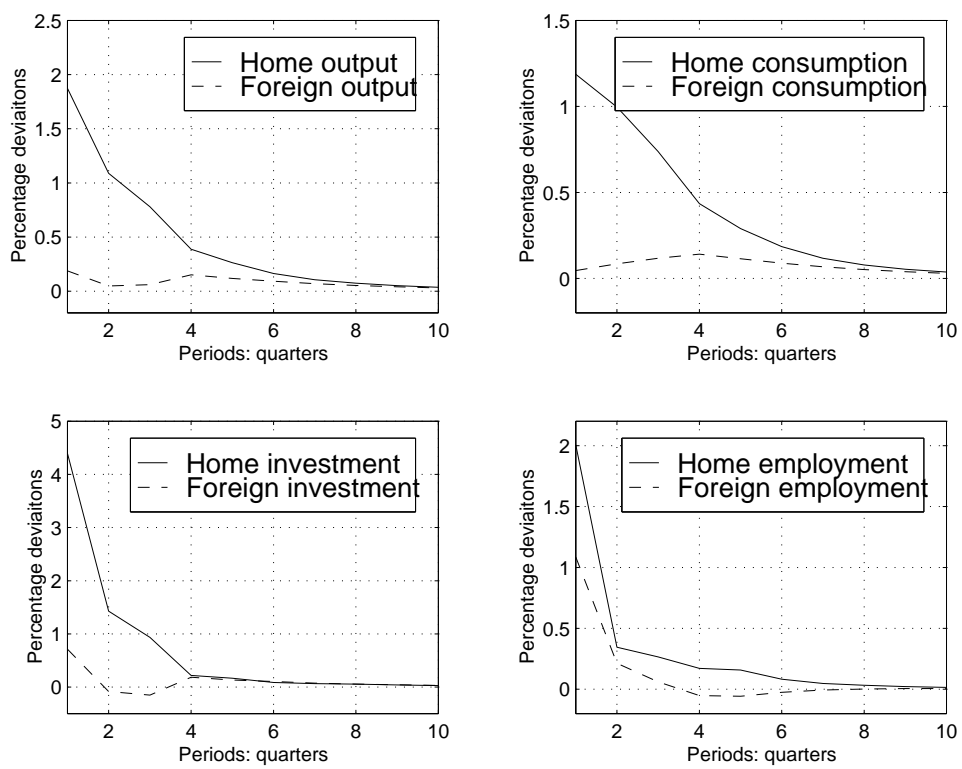 2.5
2
1.5
1
0.5
0
Percentage deviaitons
Home output
Foreign output
2 4 6 8 10
Periods: quarters
1.5
1
0.5
0
Percentage deviaitons
Home consumption
Foreign consumption
2 4 6 8 10
Periods: quarters
5
4
3
2
1
0
Percentage deviaitons
Home investment
Foreign investment
2 4 6 8 10
Periods: quarters
2
1.5
1
0.5
0
Percentage deviaitons
Home employment
Foreign employment
2 4 6 8 10
Periods: quarters